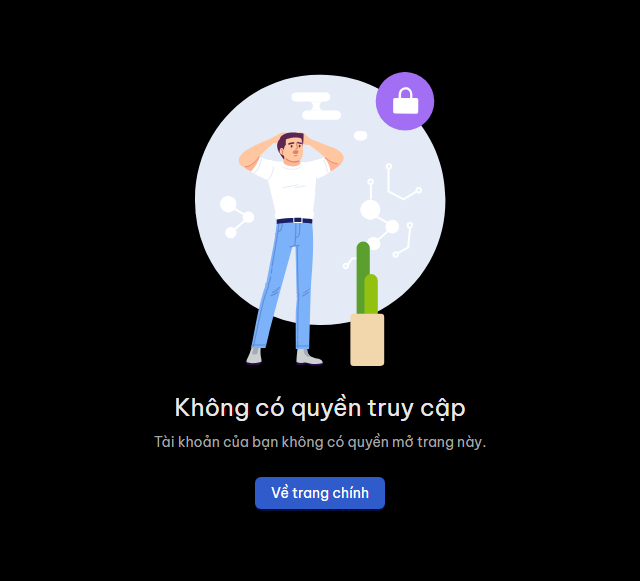 Không có quyền truy cập
Tài khoản của bạn không có quyền mở trang này.
Về trang chính